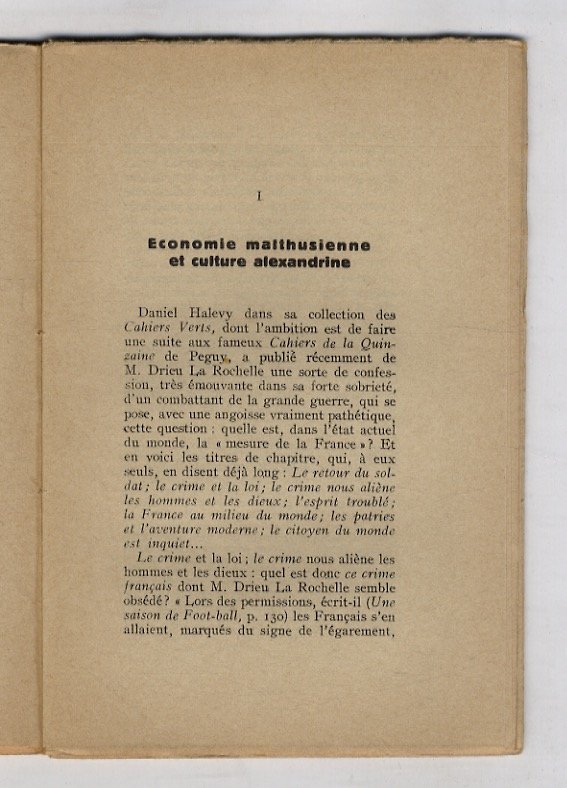 I
Economie malthusienne
et culture alexandrine
Daniel Halevy dans sa collection des
Cahiers Verts, dont l'ambition est de faire
une suite aux fameux Cahiers de la Quin-
zaine de Peguy, a publié récemment de
M. Drieu La Rochelle une sorte de confes-
sion, très émouvante dans sa forte sobriété,
d'un combattant de la grande guerre, qui se
pose, avec une angoisse vraiment pathétique,
cette question : quelle est, dans l'état actuel
du monde, la « mesure de la France » ? Et
en voici les titres de chapitre, qui, à eux
seuls, en disent déjà long : Le retour du sol-
dat ; le crime et la loi ; le crime nous aliène
les hommes et les dieux ; l'esprit troublé ;
la France au milieu du monde ; les patries
et l'aventure moderne ; le citoyen du monde
est inquiet...
Le crime et la loi ; le crime nous aliène les
hommes et les dieux : quel est donc ce crime
français dont M. Drieu La Rochelle semble
obsédé ? « Lors des permissions, écrit-il (Une
saison de Foot-ball, p. 130) les Français s'en
allaient, marqués du signe de l'égarement,